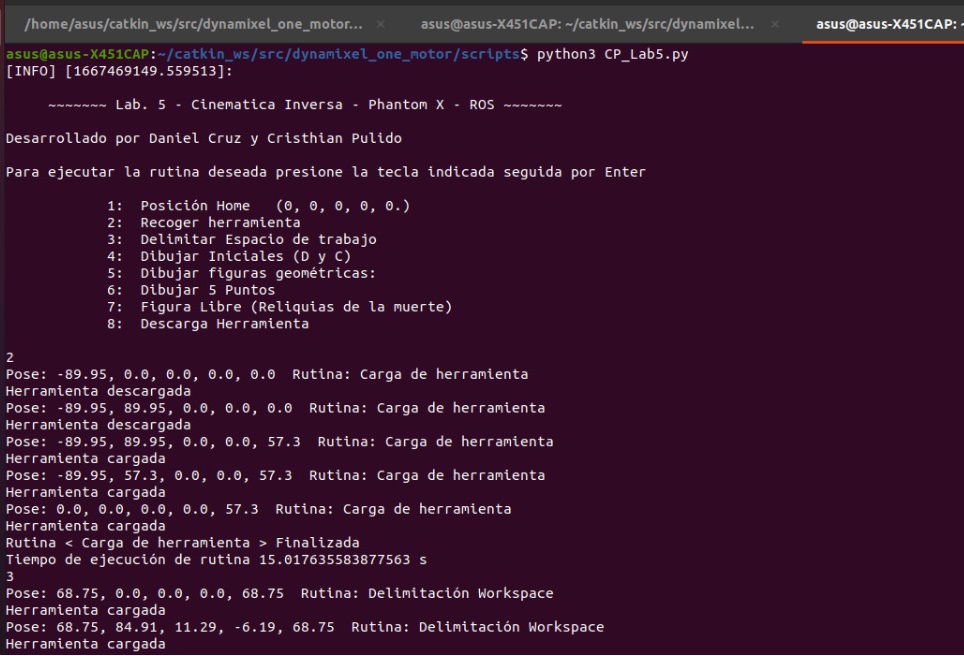 /home/asus/catkin_ws/src/dynamixel_one_motor... × asus@asus-X451CAP: ~/catkin_ws/src/dynamixel... × asus@asus-X451CAP: ~
asus@asus-X451CAP:~/catkin_ws/src/dynamixel_one_motor/scripts$ python3 CP_Lab5.py
[INFO] [1667469149.559513]:
~~~~~~~ Lab. 5 - Cinematica Inversa - Phantom X - ROS ~~~~~~~
Desarrollado por Daniel Cruz y Cristhian Pulido
Para ejecutar la rutina deseada presione la tecla indicada seguida por Enter
1: Posición Home (0, 0, 0, 0, 0.)
2: Recoger herramienta
3: Delimitar Espacio de trabajo
4: Dibujar Iniciales (D y C)
5: Dibujar figuras geométricas:
6: Dibujar 5 Puntos
7: Figura Libre (Reliquias de la muerte)
8: Descarga Herramienta
2
Pose: -89.95, 0.0, 0.0, 0.0, 0.0 Rutina: Carga de herramienta
Herramienta descargada
Pose: -89.95, 89.95, 0.0, 0.0, 0.0 Rutina: Carga de herramienta
Herramienta descargada
Pose: -89.95, 89.95, 0.0, 0.0, 57.3 Rutina: Carga de herramienta
Herramienta cargada
Pose: -89.95, 57.3, 0.0, 0.0, 57.3 Rutina: Carga de herramienta
Herramienta cargada
Pose: 0.0, 0.0, 0.0, 0.0, 57.3 Rutina: Carga de herramienta
Herramienta cargada
Rutina < Carga de herramienta > Finalizada
Tiempo de ejecución de rutina 15.017635583877563 s
3
Pose: 68.75, 0.0, 0.0, 0.0, 68.75 Rutina: Delimitación Workspace
Herramienta cargada
Pose: 68.75, 84.91, 11.29, -6.19, 68.75 Rutina: Delimitación Workspace
Herramienta cargada